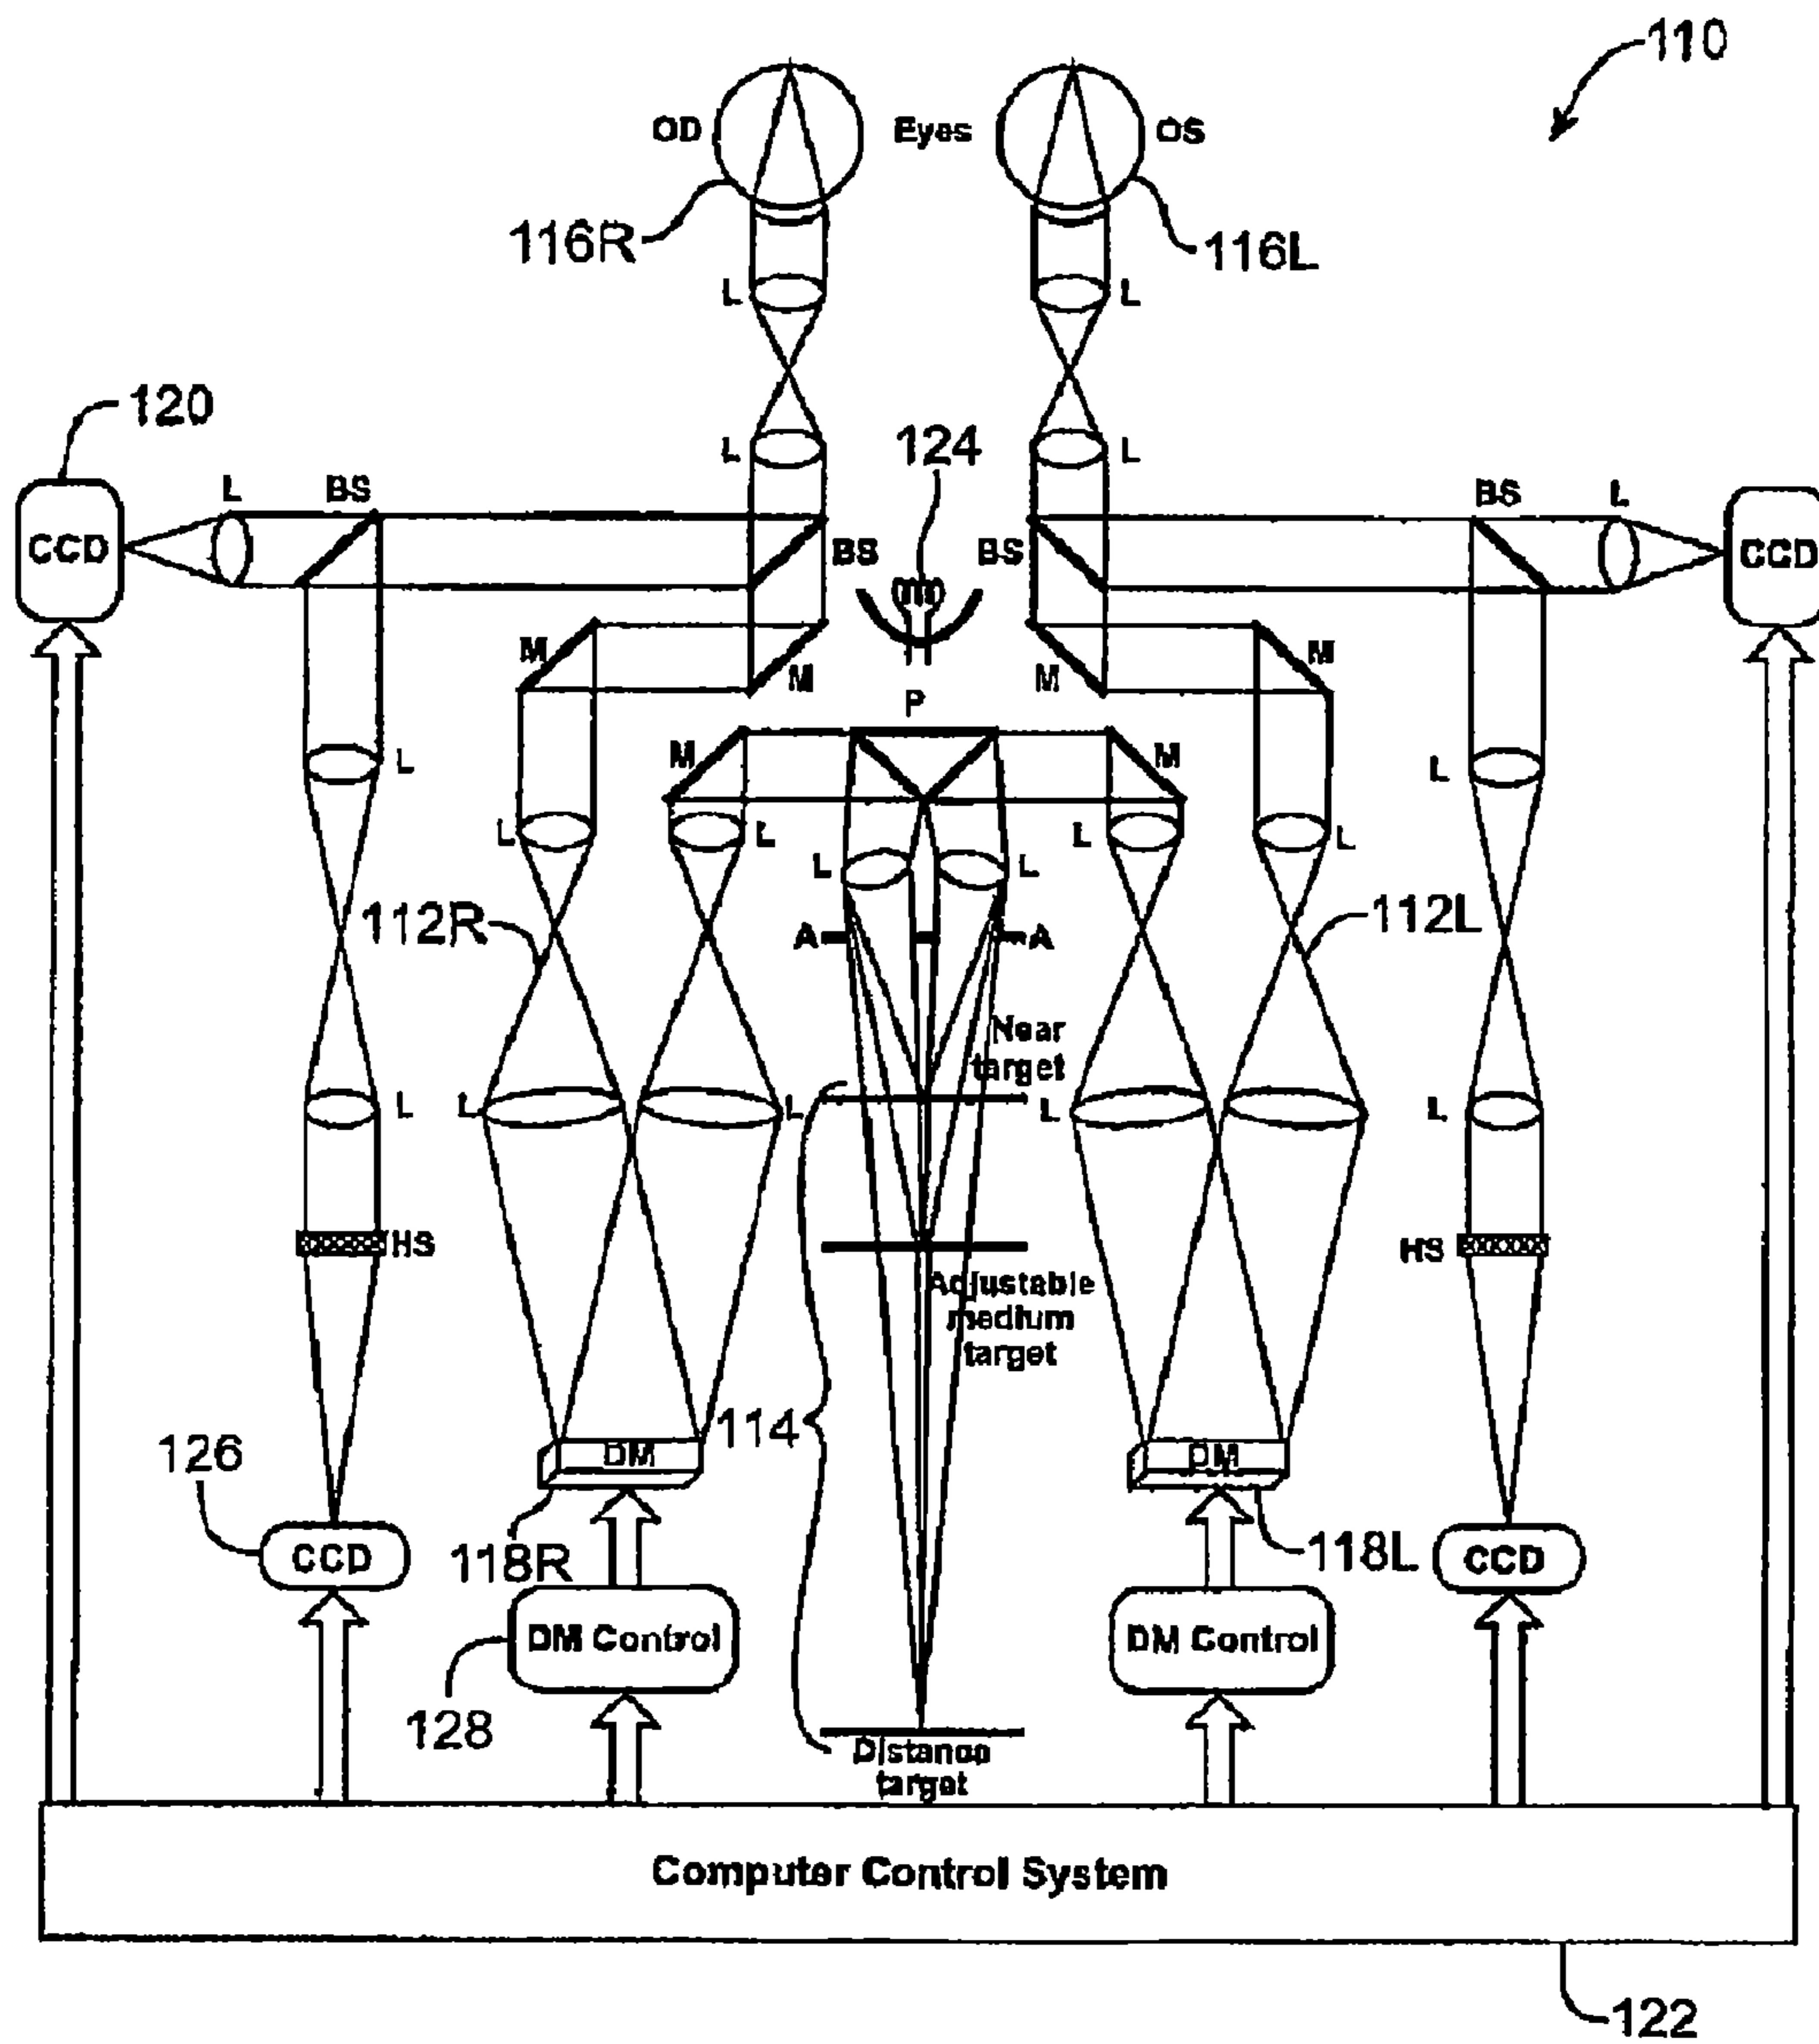 110
OD Eyes OS
116R 116L
L L
120
L 124 L
L BS BS L
CCD BS BS CCD
M M M M
P
M M
L L
L L L L
L L
112R 112L
A A
Near
target
L L L L L L
HS HS
Adjustable
medium
target
114
DM DM
126
118R 118L
CCD CCD
DM Control DM Control
128
Distance
target
Computer Control System
122